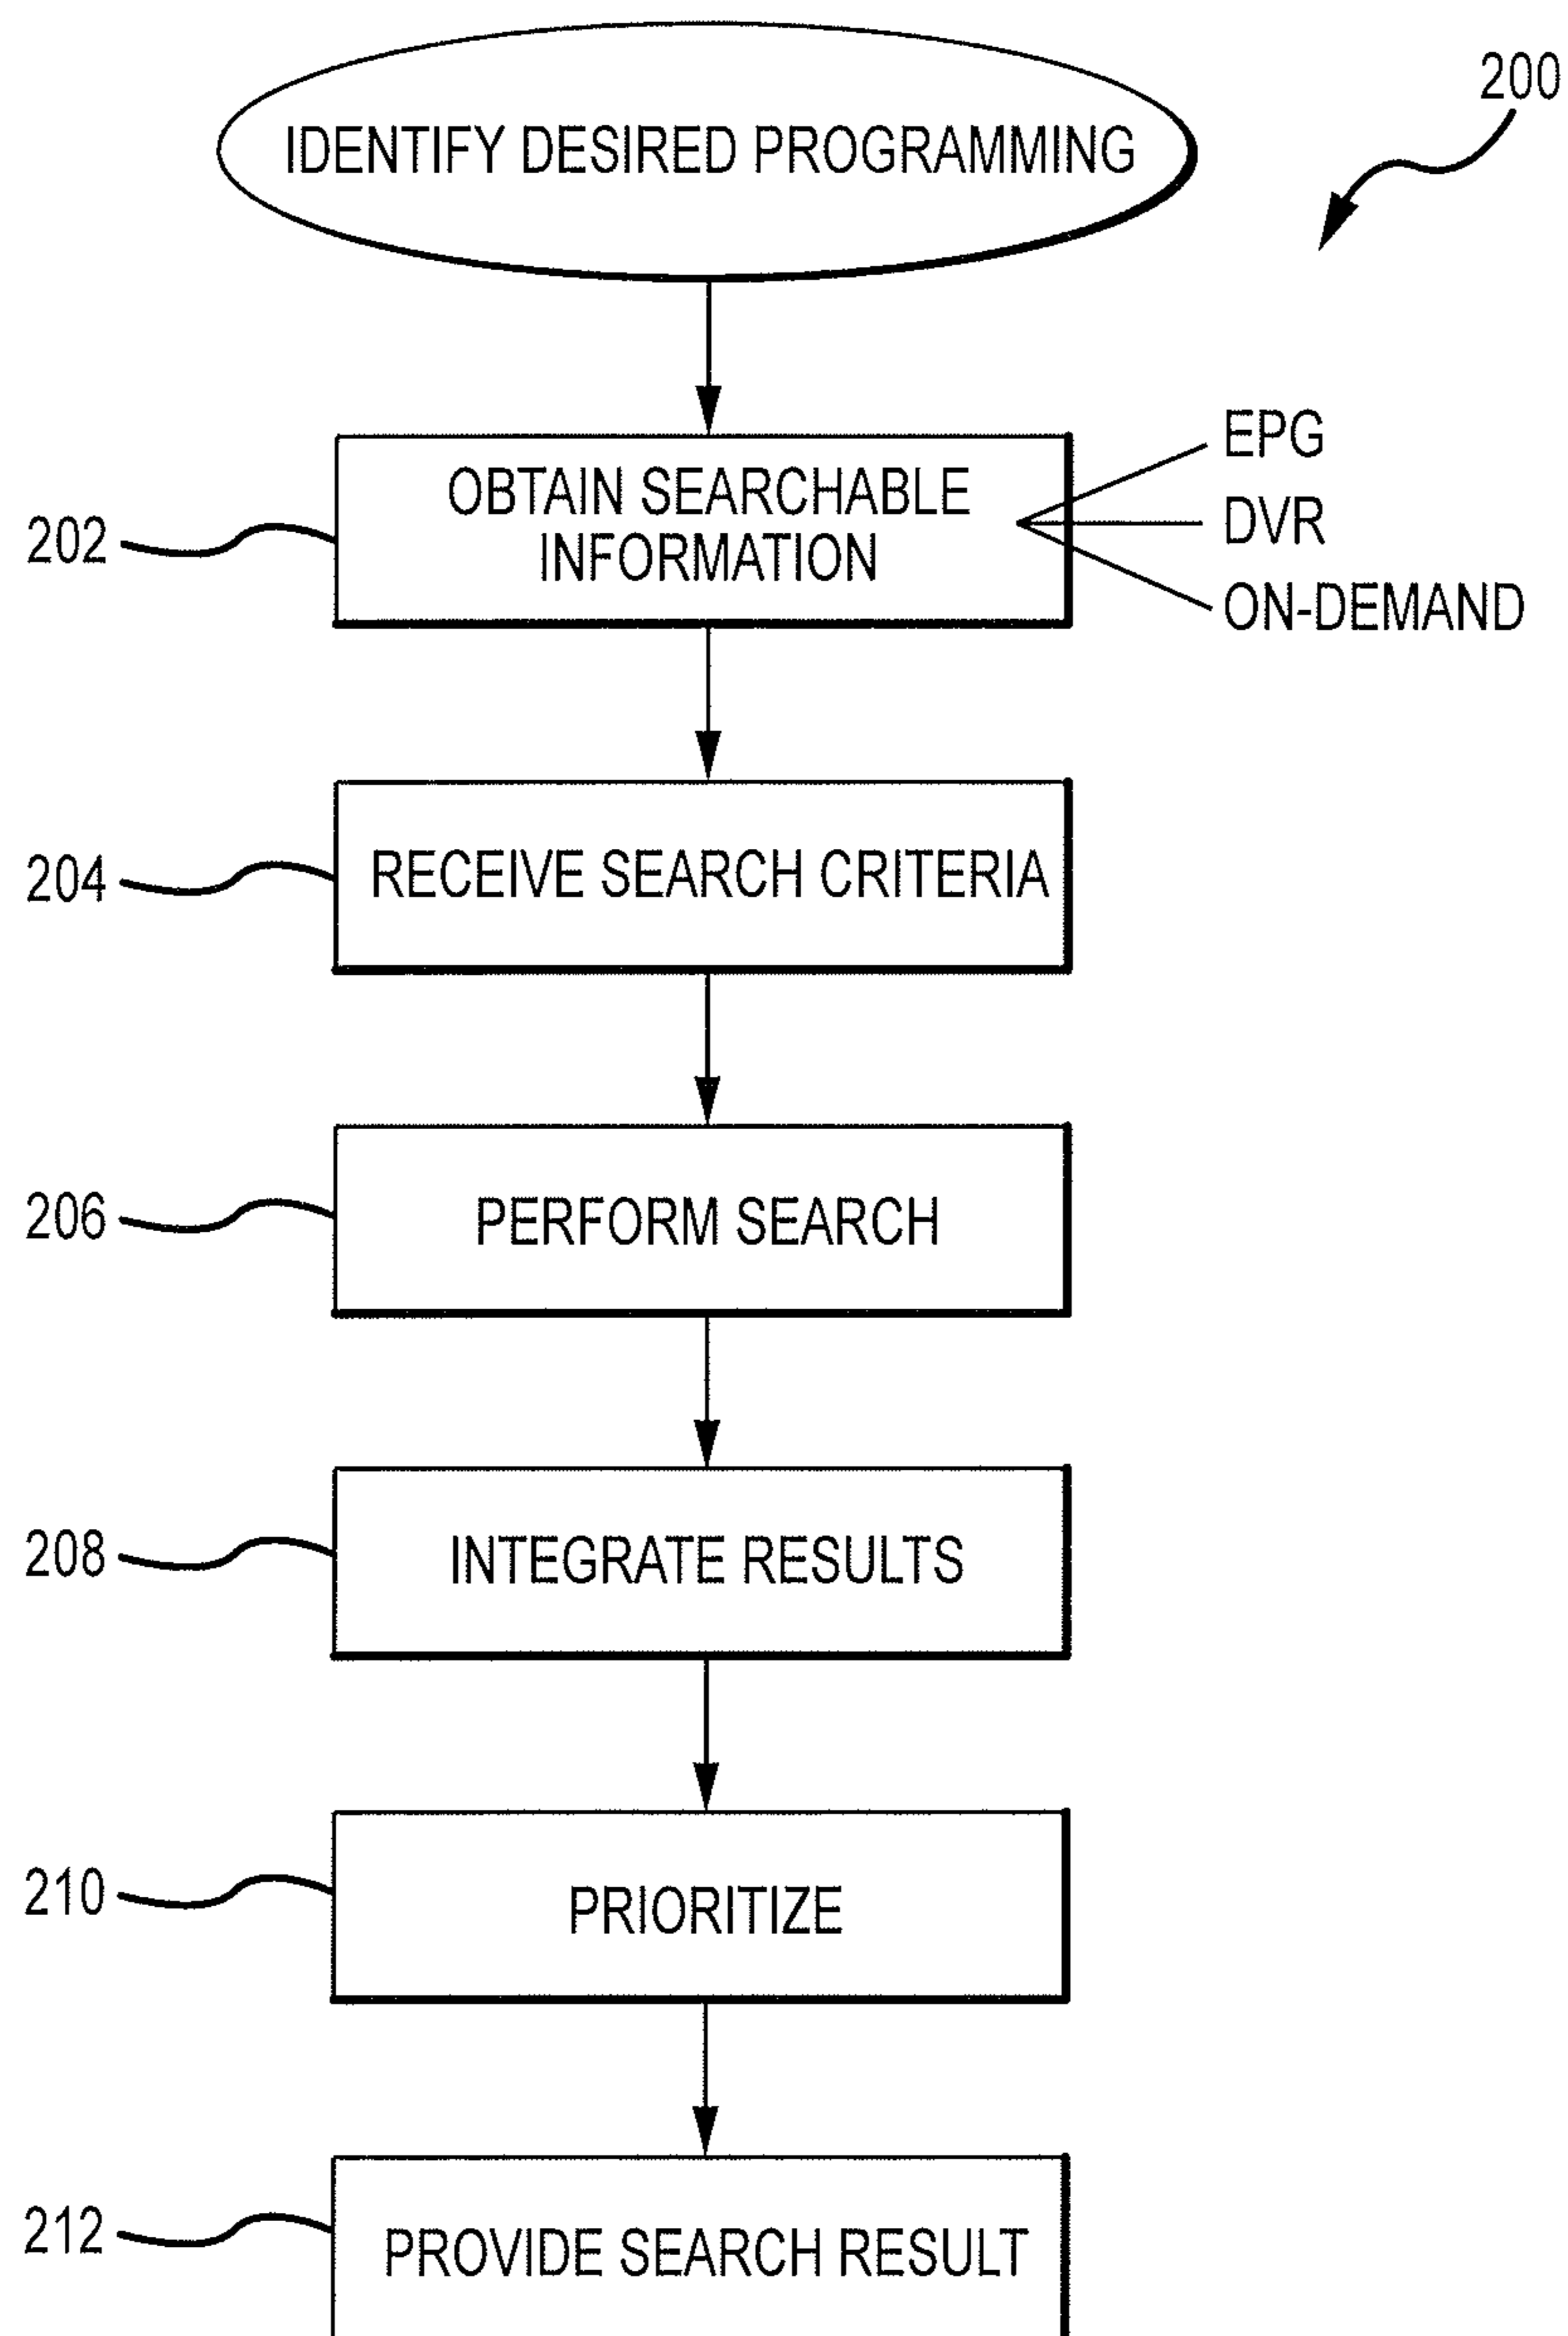 200
IDENTIFY DESIRED PROGRAMMING
202
OBTAIN SEARCHABLE
INFORMATION
EPG
DVR
ON-DEMAND
204
RECEIVE SEARCH CRITERIA
206
PERFORM SEARCH
208
INTEGRATE RESULTS
210
PRIORITIZE
212
PROVIDE SEARCH RESULT